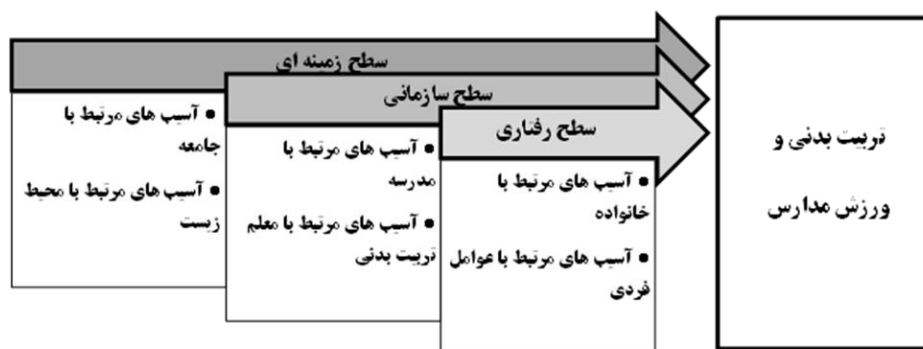 سطح زمینه ای
سطح سازمانی
سطح رفتاری
● آسیب های مرتبط با
جامعه
● آسیب های مرتبط با محیط
زیست
● آسیب های مرتبط با
مدرسه
● آسیب های مرتبط با معلم
تربیت بدنی
● آسیب های مرتبط با
خانواده
● آسیب های مرتبط با عوامل
فردی
تربیت بدنی و
ورزش مدارس